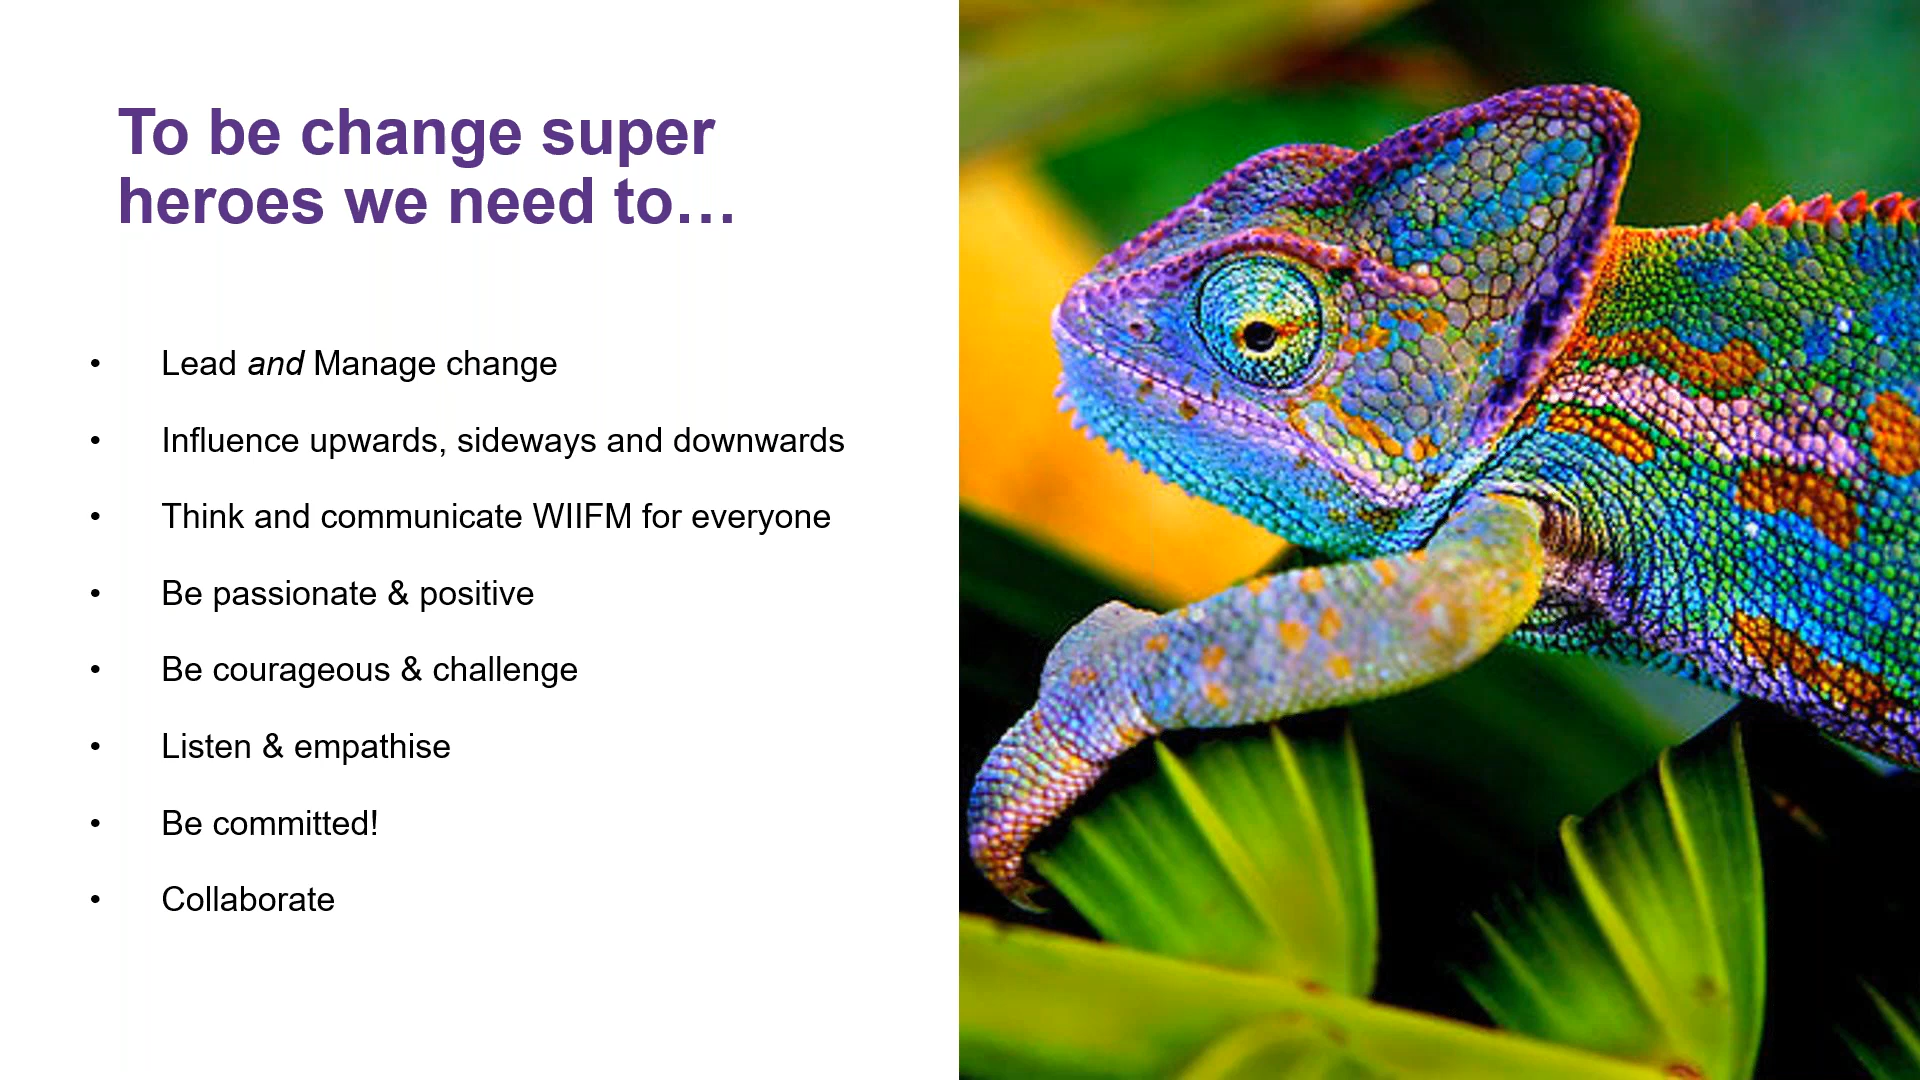 To be change super
heroes we need to…
• Lead and Manage change
• Influence upwards, sideways and downwards
• Think and communicate WIIFM for everyone
• Be passionate & positive
• Be courageous & challenge
• Listen & empathise
• Be committed!
• Collaborate